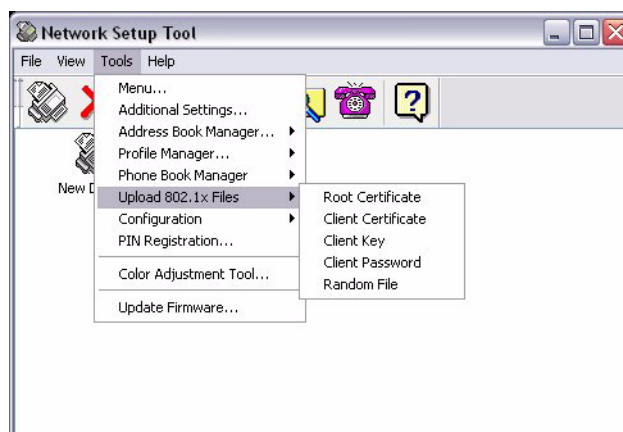 Network Setup Tool
File View Tools Help
Menu...
Additional Settings...
Address Book Manager...
Profile Manager...
Phone Book Manager
New
Upload 802.1x Files
Root Certificate
Configuration
Client Certificate
PIN Registration...
Client Key
Client Password
Color Adjustment Tool...
Random File
Update Firmware...